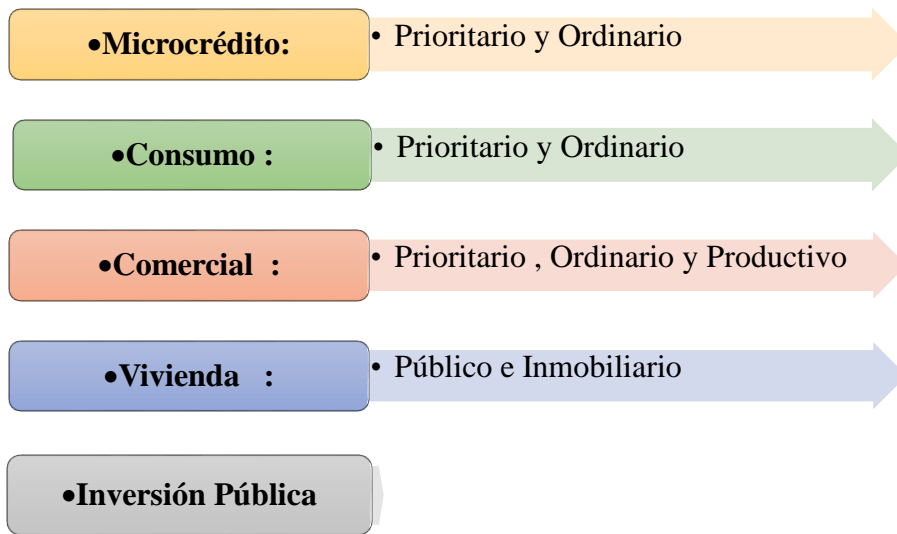 •Microcrédito:
• Prioritario y Ordinario
•Consumo :
• Prioritario y Ordinario
•Comercial :
• Prioritario , Ordinario y Productivo
•Vivienda :
• Público e Inmobiliario
•Inversión Pública